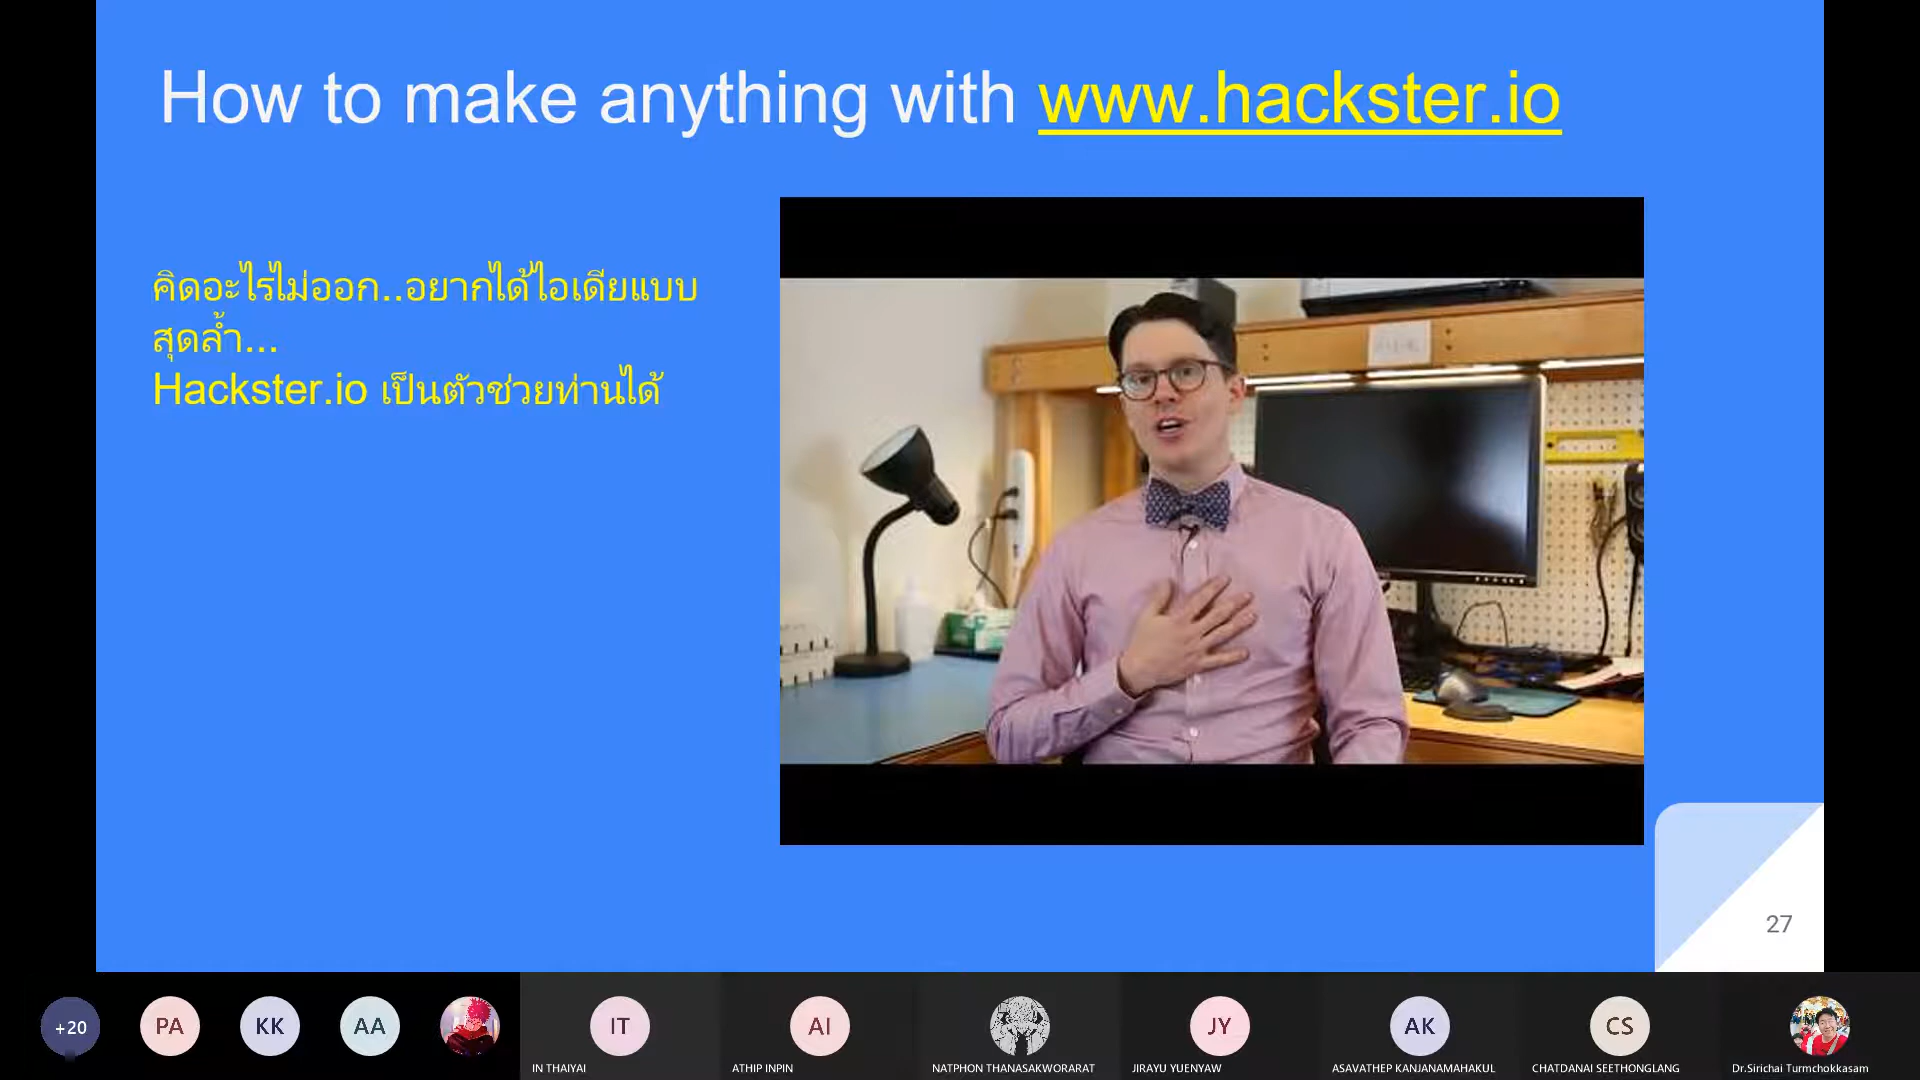 How to make anything with www.hackster.io
คิดอะไรไม่ออก..อยากได้ไอเดียแบบ
สุดล้ำ...
Hackster.io เป็นตัวช่วยท่านได้
27
+20
PA
KK
AA
IT
AI
JY
AK
CS
IN THAIYAI
ATHIP INPIN
NATPHON THANASAKWORARAT
JIRAYU YUENYAW
ASAVATHEP KANJANAMAHAKUL
CHATDANAI SEETHONGLANG
Dr.Sirichai Turmchokkasam